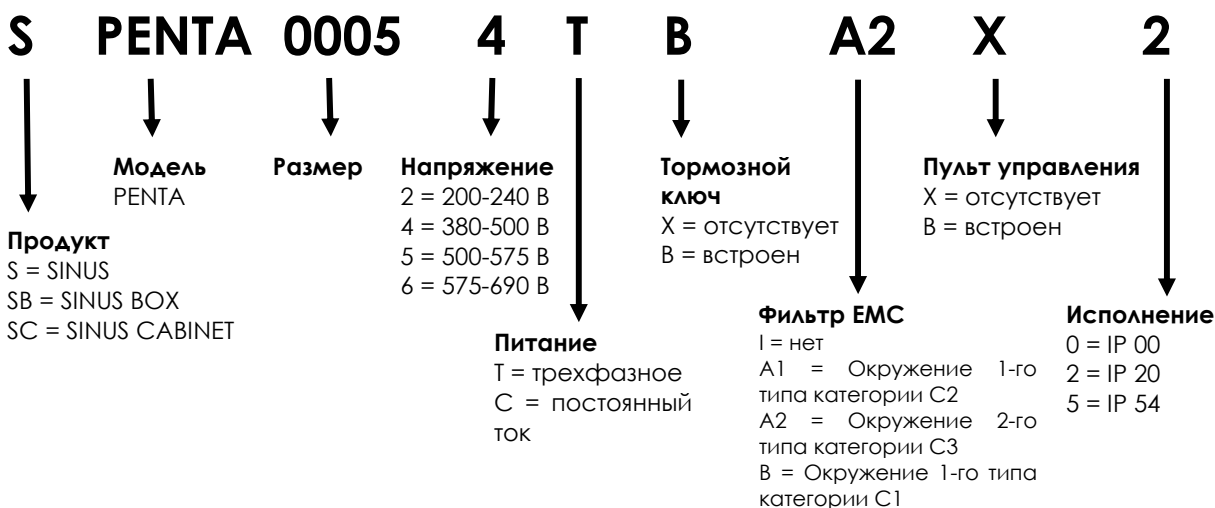 S PENTA 0005 4 T B A2 X 2
Модель
PENTA
Размер
Напряжение
2 = 200-240 В
4 = 380-500 В
5 = 500-575 В
6 = 575-690 В
Тормозной
ключ
X = отсутствует
B = встроен
Пульт управления
X = отсутствует
B = встроен
Продукт
S = SINUS
SB = SINUS BOX
SC = SINUS CABINET
Питание
T = трехфазное
C = постоянный
ток
Фильтр EMC
I = нет
A1 = Окружение 1-го
типа категории C2
A2 = Окружение 2-го
типа категории C3
B = Окружение 1-го типа
категории C1
Исполнение
0 = IP 00
2 = IP 20
5 = IP 54